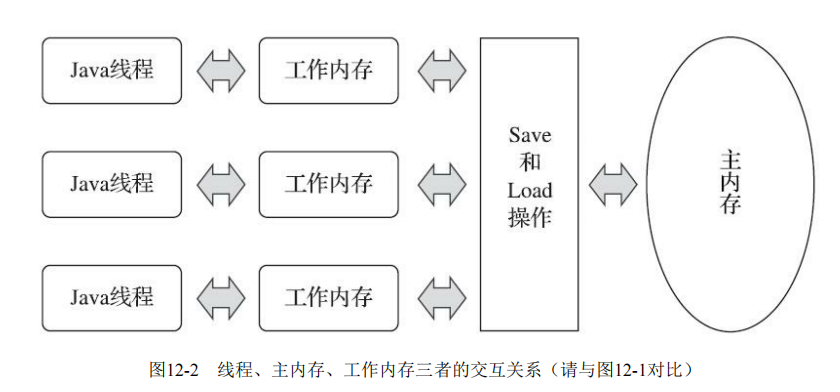 Java线程
工作内存
Java线程
工作内存
Java线程
工作内存
Save
和
Load
操作
主
内
存
图12-2 线程、主内存、工作内存三者的交互关系（请与图12-1对比）